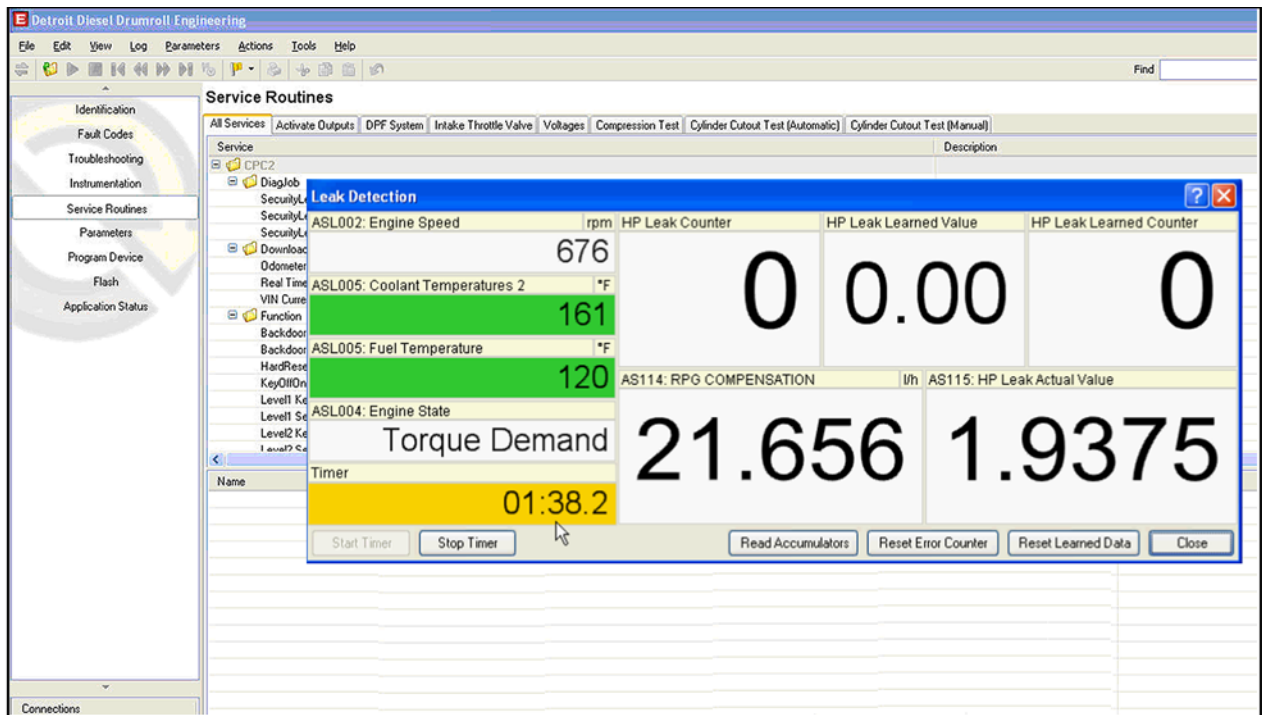 E Detroit Diesel Drumroll Engineering
File Edit View Log Parameters Actions Tools Help
Find
Identification
Fault Codes
Troubleshooting
Instrumentation
Service Routines
Parameters
Program Device
Flash
Application Status
Connections
Service Routines
All Services Activate Outputs DPF System Intake Throttle Valve Voltages Compression Test Cylinder Cutout Test (Automatic) Cylinder Cutout Test (Manual)
Service Description
CPC2
DiagJob
SecurityLe
SecurityLe
SecurityLe
Download
Odometer
Real Time
VIN Curre
Function
Backdoor
Backdoor
HardRese
KeyOffOn
Level1 Ke
Level1 Se
Level2 Ke
Level2 Se
Name
Leak Detection
ASL002: Engine Speed rpm
676
ASL005: Coolant Temperatures 2 °F
161
ASL005: Fuel Temperature °F
120
ASL004: Engine State
Torque Demand
Timer
01:38.2
HP Leak Counter HP Leak Learned Value HP Leak Learned Counter
0 0.00 0
AS114: RPG COMPENSATION l/h AS115: HP Leak Actual Value
21.656 1.9375
Start Timer Stop Timer Read Accumulators Reset Error Counter Reset Learned Data Close